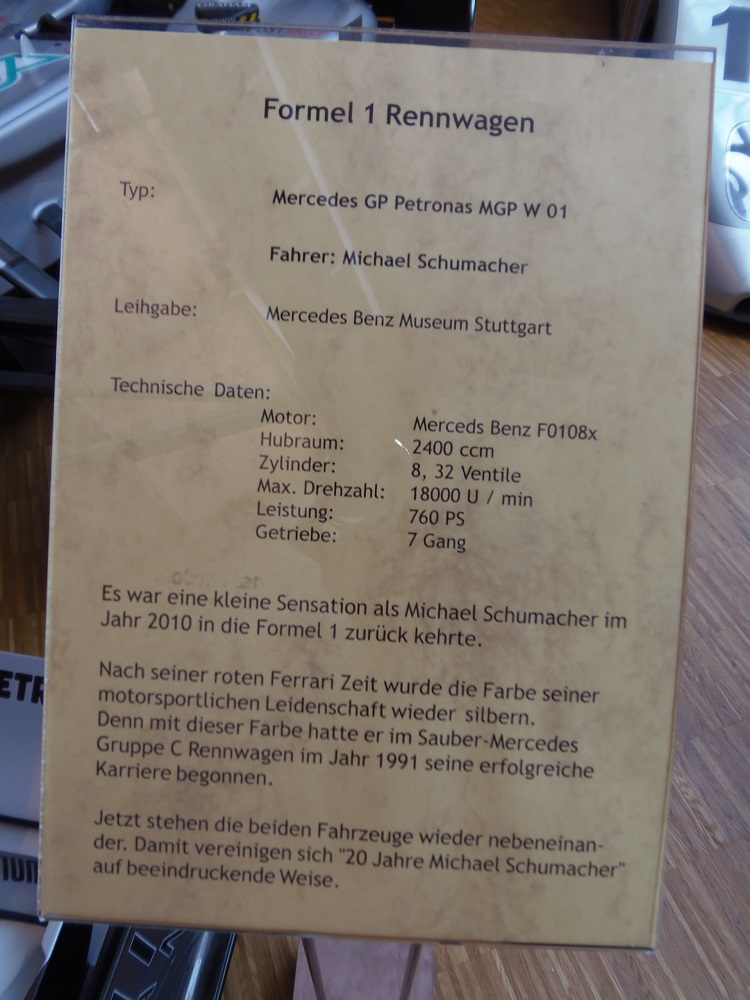 Formel 1 Rennwagen
Typ: Mercedes GP Petronas MGP W 01
Fahrer: Michael Schumacher
Leihgabe: Mercedes Benz Museum Stuttgart
Technische Daten:
Motor: Merceds Benz F0108x
Hubraum: 2400 ccm
Zylinder: 8, 32 Ventile
Max. Drehzahl: 18000 U / min
Leistung: 760 PS
Getriebe: 7 Gang
Es war eine kleine Sensation als Michael Schumacher im
Jahr 2010 in die Formel 1 zurück kehrte.
Nach seiner roten Ferrari Zeit wurde die Farbe seiner
motorsportlichen Leidenschaft wieder silbern.
Denn mit dieser Farbe hatte er im Sauber-Mercedes
Gruppe C Rennwagen im Jahr 1991 seine erfolgreiche
Karriere begonnen.
Jetzt stehen die beiden Fahrzeuge wieder nebeneinan-
der. Damit vereinigen sich "20 Jahre Michael Schumacher"
auf beeindruckende Weise.
1
ETR